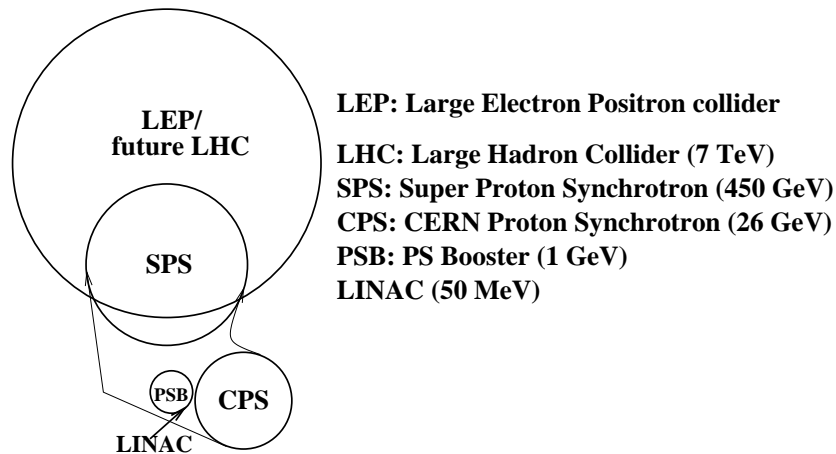 LEP/
future LHC
SPS
PSB
CPS
LINAC
LEP: Large Electron Positron collider
LHC: Large Hadron Collider (7 TeV)
SPS: Super Proton Synchrotron (450 GeV)
CPS: CERN Proton Synchrotron (26 GeV)
PSB: PS Booster (1 GeV)
LINAC (50 MeV)